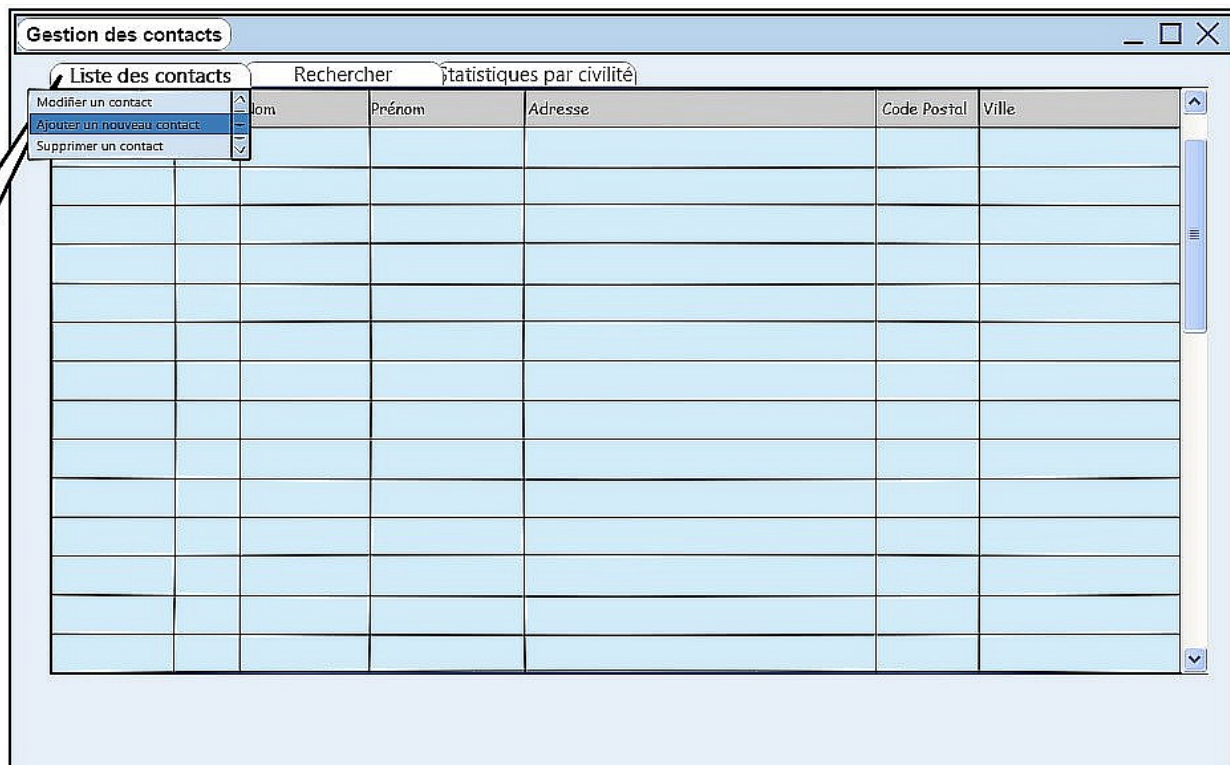 Gestion des contacts
Liste des contacts Rechercher Statistiques par civilité
Modifier un contact
Ajouter un nouveau contact
Supprimer un contact
Prénom Adresse Code Postal Ville